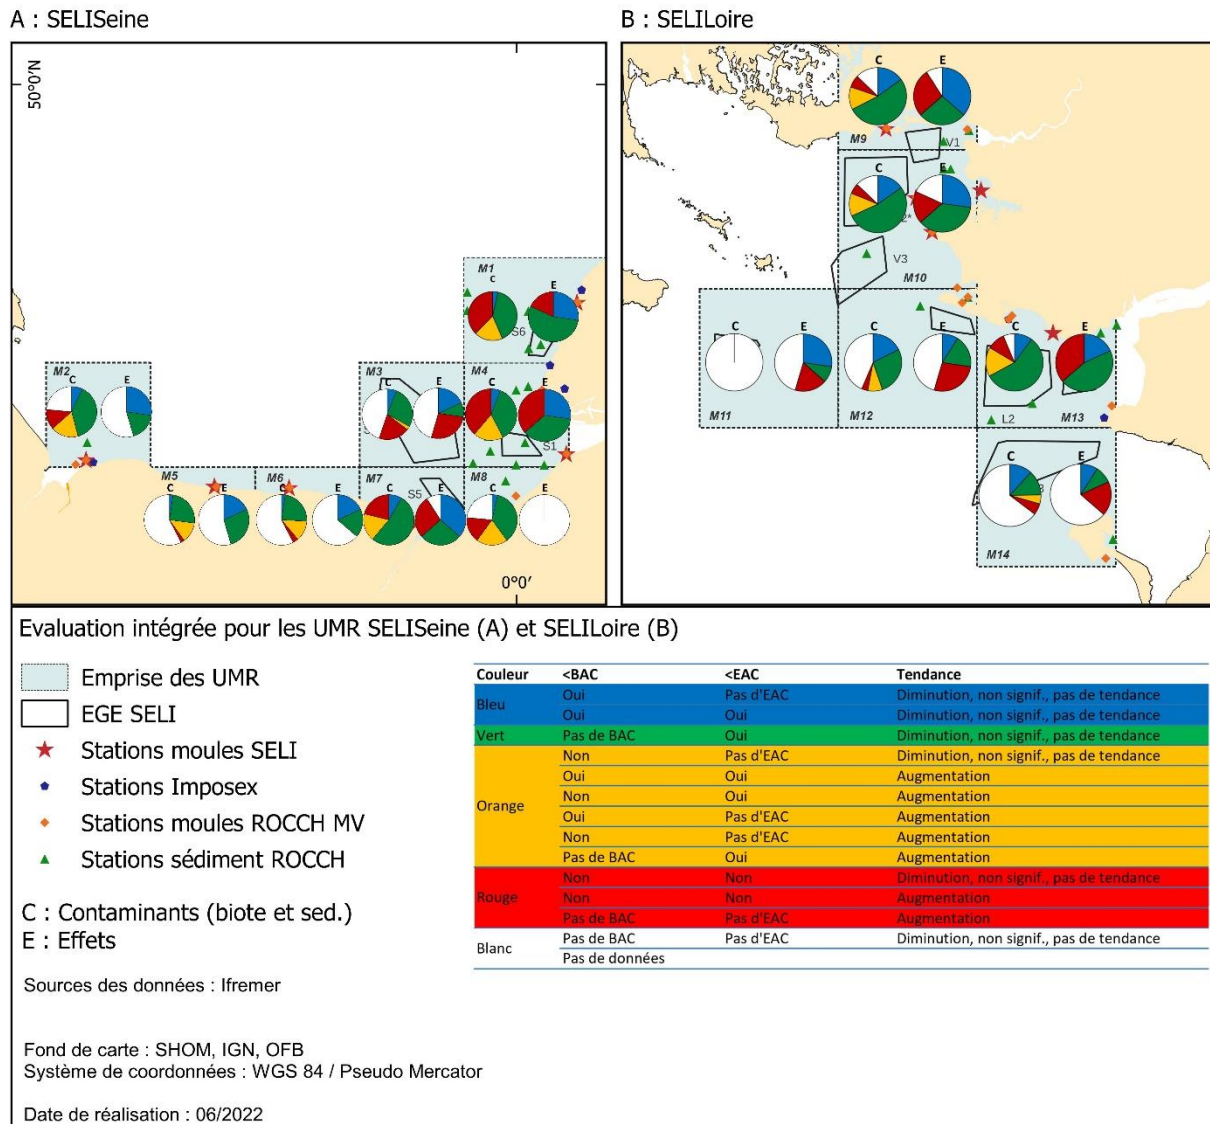 A : SELISeine
B : SELILoire
50°0'N
M1
C
E
S6
M2
C
E
M3
C
E
M4
C
E
S1
M5
C
E
M6
C
E
M7
C
E
S5
M8
C
E
0°0'
C
E
M9
V1
C
E
2*
V3
M10
C
E
M11
C
E
M12
C
E
L2
M13
C
E
M14
Evaluation intégrée pour les UMR SELISeine (A) et SELILoire (B)
Emprise des UMR
EGE SELI
Stations moules SELI
Stations Imposex
Stations moules ROCCH MV
Stations sédiment ROCCH
C : Contaminants (biote et sed.)
E : Effets
Sources des données : Ifremer
Fond de carte : SHOM, IGN, OFB
Système de coordonnées : WGS 84 / Pseudo Mercator
Date de réalisation : 06/2022
Couleur <BAC <EAC Tendance
Bleu
Oui Pas d'EAC Diminution, non signif., pas de tendance
Oui Oui Diminution, non signif., pas de tendance
Vert Pas de BAC Oui Diminution, non signif., pas de tendance
Orange
Non Pas d'EAC Diminution, non signif., pas de tendance
Oui Oui Augmentation
Non Oui Augmentation
Oui Pas d'EAC Augmentation
Non Pas d'EAC Augmentation
Pas de BAC Oui Augmentation
Rouge
Non Non Diminution, non signif., pas de tendance
Non Non Augmentation
Pas de BAC Pas d'EAC Augmentation
Blanc
Pas de BAC Pas d'EAC Diminution, non signif., pas de tendance
Pas de données